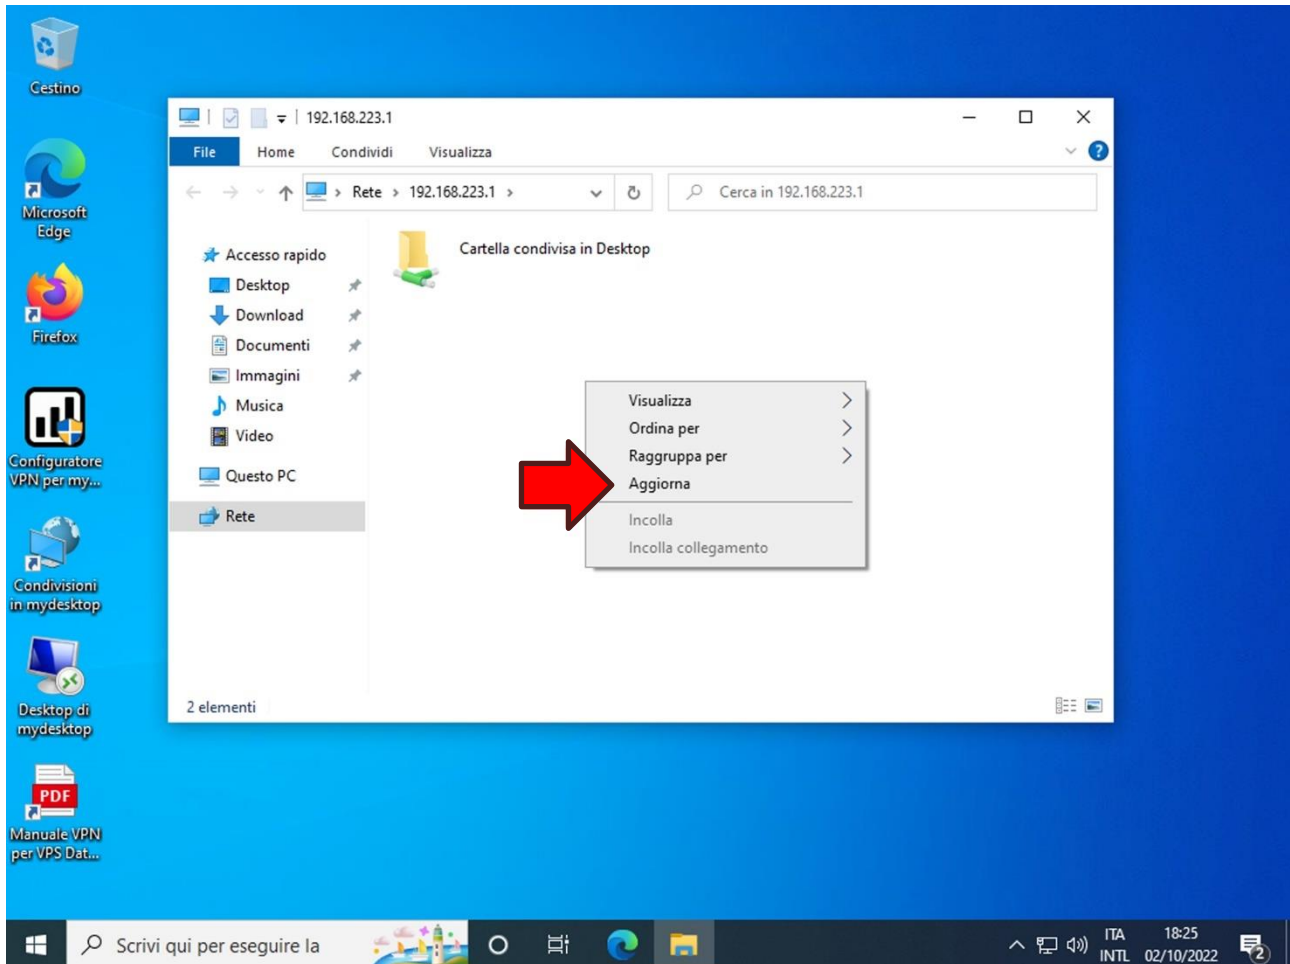 Cestino
Microsoft
Edge
Firefox
Configuratore
VPN per my...
Condivisioni
in mydesktop
Desktop di
mydesktop
PDF
Manuale VPN
per VPS Dat...
192.168.223.1
File Home Condividi Visualizza
Rete 192.168.223.1
Cerca in 192.168.223.1
Accesso rapido
Desktop
Download
Documenti
Immagini
Musica
Video
Questo PC
Rete
Cartella condivisa in Desktop
Visualizza
Ordina per
Raggruppa per
Aggiorna
Incolla
Incolla collegamento
2 elementi
Scrivi qui per eseguire la
ITA
INTL
18:25
02/10/2022
2